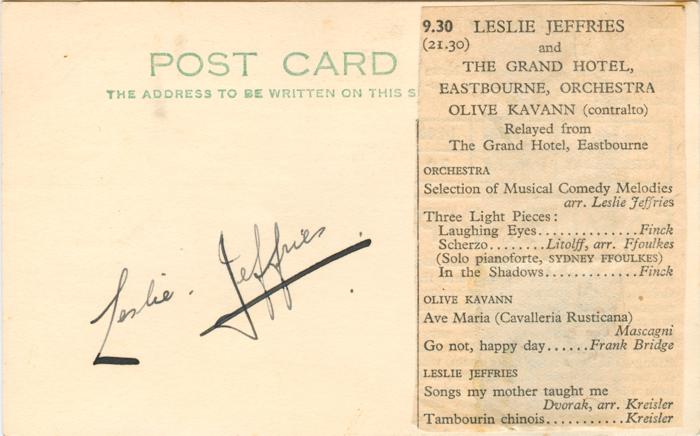 POST CARD
THE ADDRESS TO BE WRITTEN ON THIS S
Leslie. Jeffries.
9.30 LESLIE JEFFRIES
(21.30) and
THE GRAND HOTEL,
EASTBOURNE, ORCHESTRA
OLIVE KAVANN (contralto)
Relayed from
The Grand Hotel, Eastbourne
ORCHESTRA
Selection of Musical Comedy Melodies
arr. Leslie Jeffries
Three Light Pieces:
Laughing Eyes..............Finck
Scherzo........Litolff, arr. Ffoulkes
(Solo pianoforte, SYDNEY FFOULKES)
In the Shadows............Finck
OLIVE KAVANN
Ave Maria (Cavalleria Rusticana)
Mascagni
Go not, happy day......Frank Bridge
LESLIE JEFFRIES
Songs my mother taught me
Dvorak, arr. Kreisler
Tambourin chinois...........Kreisler